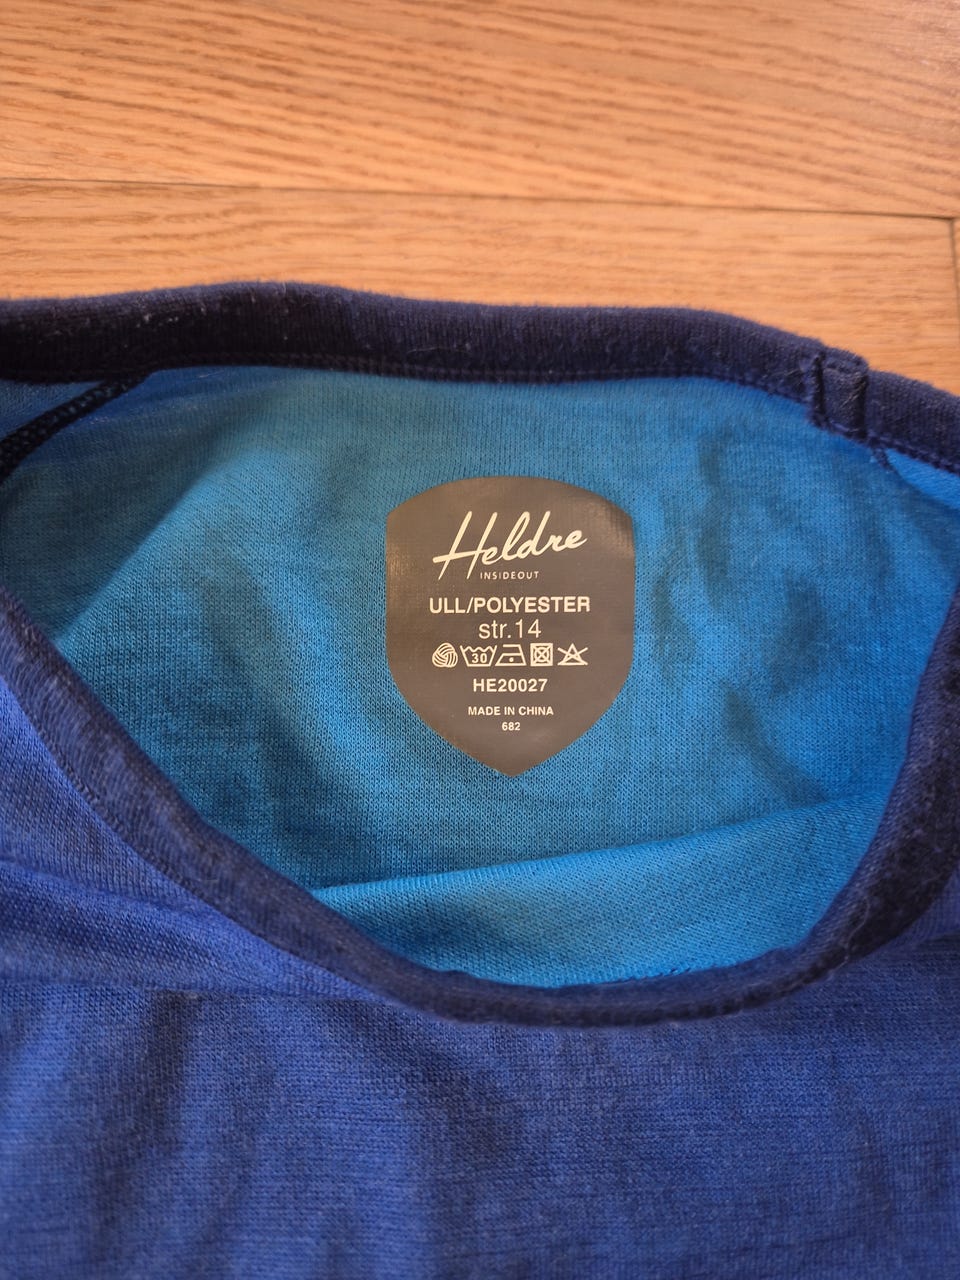 Heldre
INSIDEOUT
ULL/POLYESTER
str.14
30
HE20027
MADE IN CHINA
682